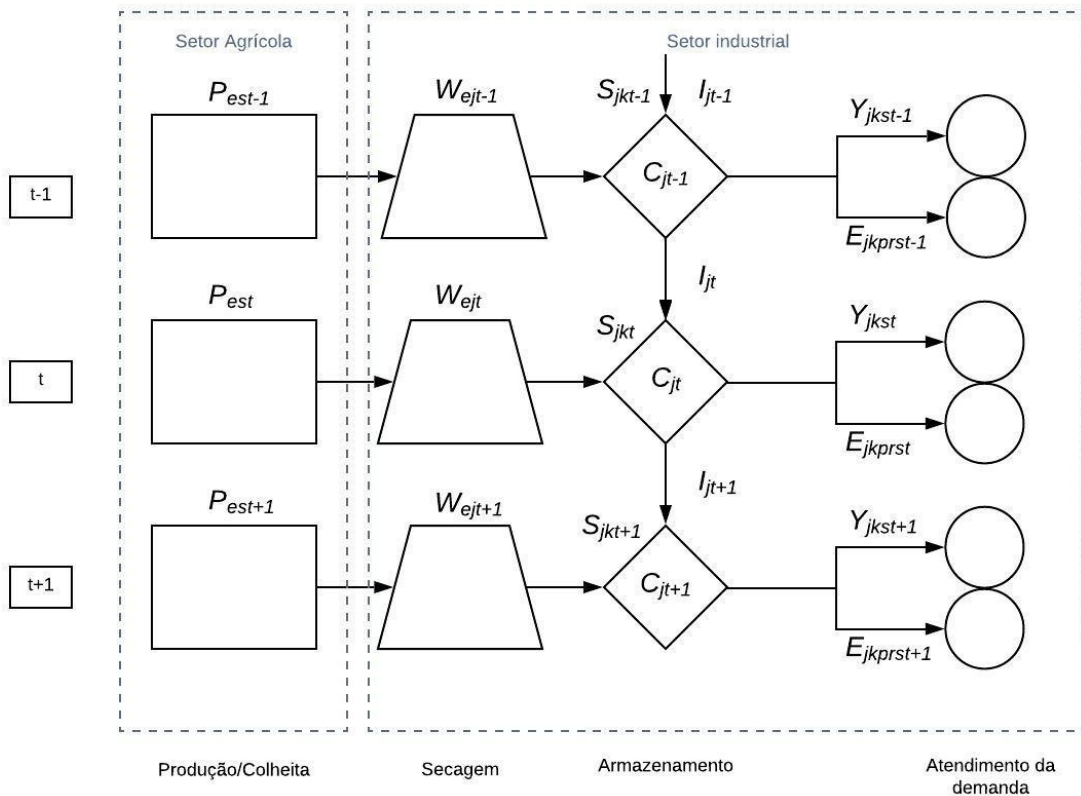 Setor Agrícola
Setor industrial
P_est-1
W_ejt-1
S_jkt-1
I_jt-1
Y_jkst-1
t-1
C_jt-1
E_jkprst-1
I_jt
P_est
W_ejt
S_jkt
Y_jkst
t
C_jt
E_jkprst
I_jt+1
P_est+1
W_ejt+1
S_jkt+1
Y_jkst+1
t+1
C_jt+1
E_jkprst+1
Produção/Colheita
Secagem
Armazenamento
Atendimento da
demanda